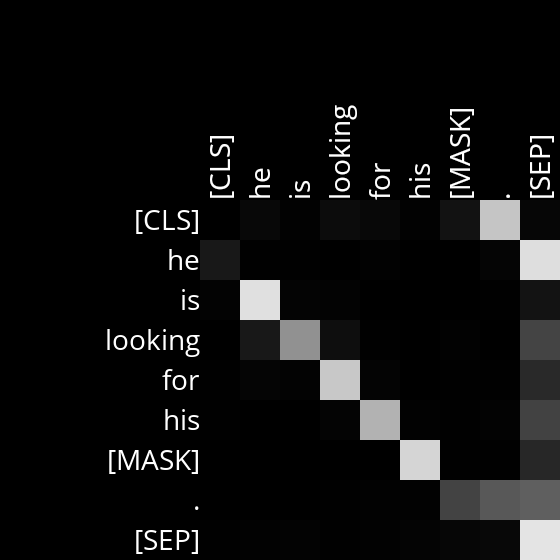 [CLS]
he
is
looking
for
his
[MASK]
.
[SEP]
[CLS]
he
is
looking
for
his
[MASK]
.
[SEP]